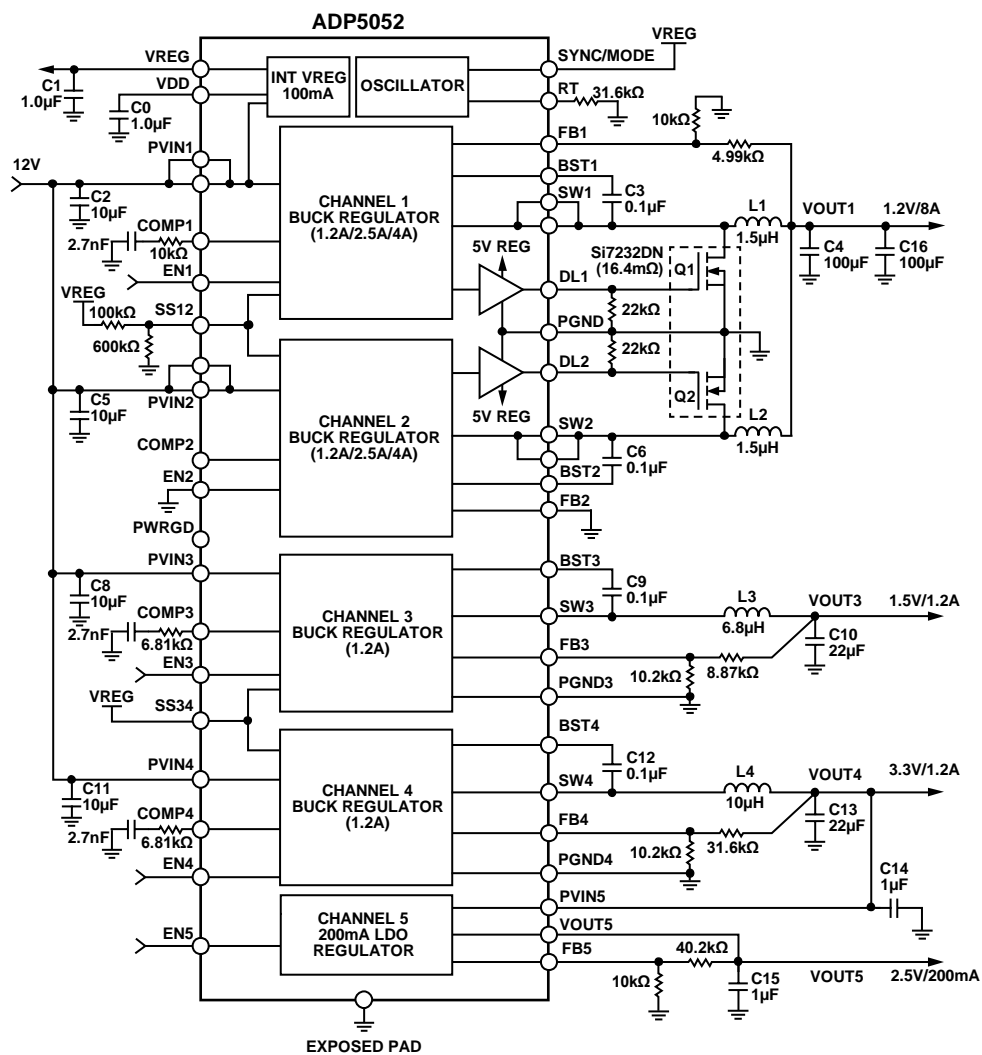 ADP5052
VREG
VREG
SYNC/MODE
C1
1.0µF
VDD
C0
1.0µF
INT VREG
100mA
OSCILLATOR
RT
31.6kΩ
10kΩ
FB1
4.99kΩ
PVIN1
12V
C2
10µF
BST1
SW1
C3
0.1µF
CHANNEL 1
BUCK REGULATOR
(1.2A/2.5A/4A)
L1
1.5µH
VOUT1
1.2V/8A
C4
100µF
C16
100µF
COMP1
2.7nF
10kΩ
EN1
5V REG
Si7232DN
(16.4mΩ)
Q1
DL1
22kΩ
VREG
100kΩ
SS12
600kΩ
PGND
22kΩ
DL2
Q2
5V REG
C5
10µF
PVIN2
CHANNEL 2
BUCK REGULATOR
(1.2A/2.5A/4A)
COMP2
SW2
L2
1.5µH
C6
0.1µF
BST2
EN2
FB2
PWRGD
PVIN3
C8
10µF
BST3
C9
0.1µF
COMP3
2.7nF
6.81kΩ
CHANNEL 3
BUCK REGULATOR
(1.2A)
SW3
L3
6.8µH
VOUT3
1.5V/1.2A
C10
22µF
FB3
8.87kΩ
10.2kΩ
EN3
PGND3
VREG
SS34
BST4
C12
0.1µF
PVIN4
C11
10µF
CHANNEL 4
BUCK REGULATOR
(1.2A)
SW4
L4
10µH
VOUT4
3.3V/1.2A
C13
22µF
COMP4
2.7nF
6.81kΩ
FB4
31.6kΩ
10.2kΩ
EN4
PGND4
C14
1µF
PVIN5
CHANNEL 5
200mA LDO
REGULATOR
VOUT5
EN5
FB5
40.2kΩ
10kΩ
C15
1µF
VOUT5
2.5V/200mA
EXPOSED PAD